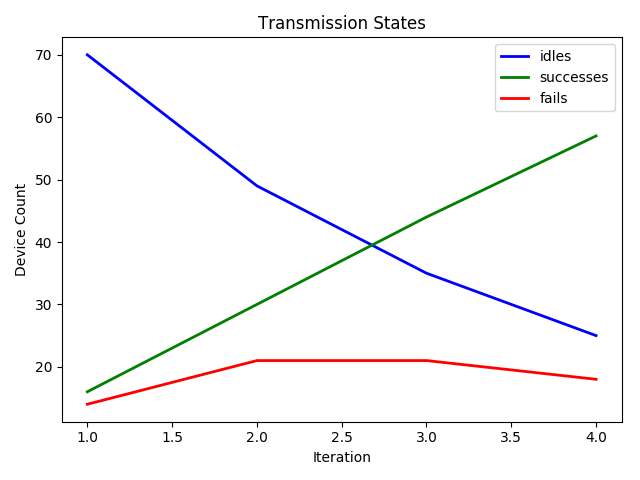 Transmission States
idles
successes
fails
70
60
50
40
30
20
Device Count
1.0 1.5 2.0 2.5 3.0 3.5 4.0
Iteration